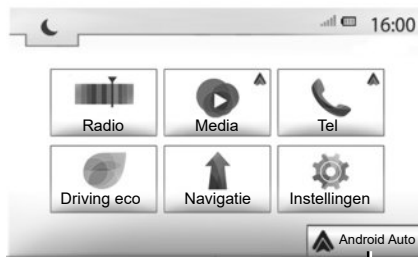 16:00
Radio
Media
Tel
Driving eco
Navigatie
Instellingen
Android Auto